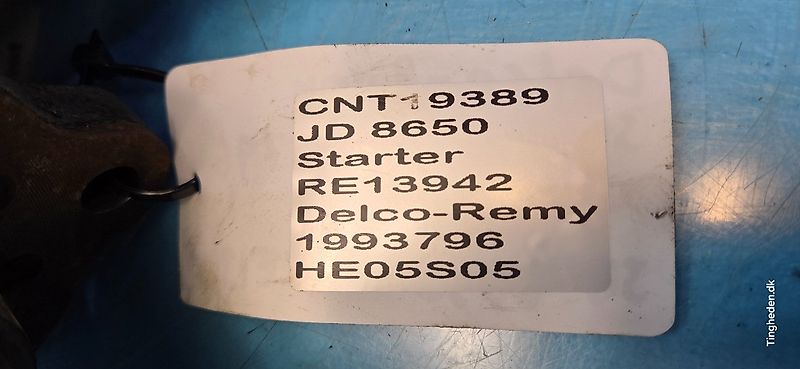 CNT19389
JD 8650
Starter
RE13942
Delco-Remy
1993796
HE05S05
Tingheden.dk